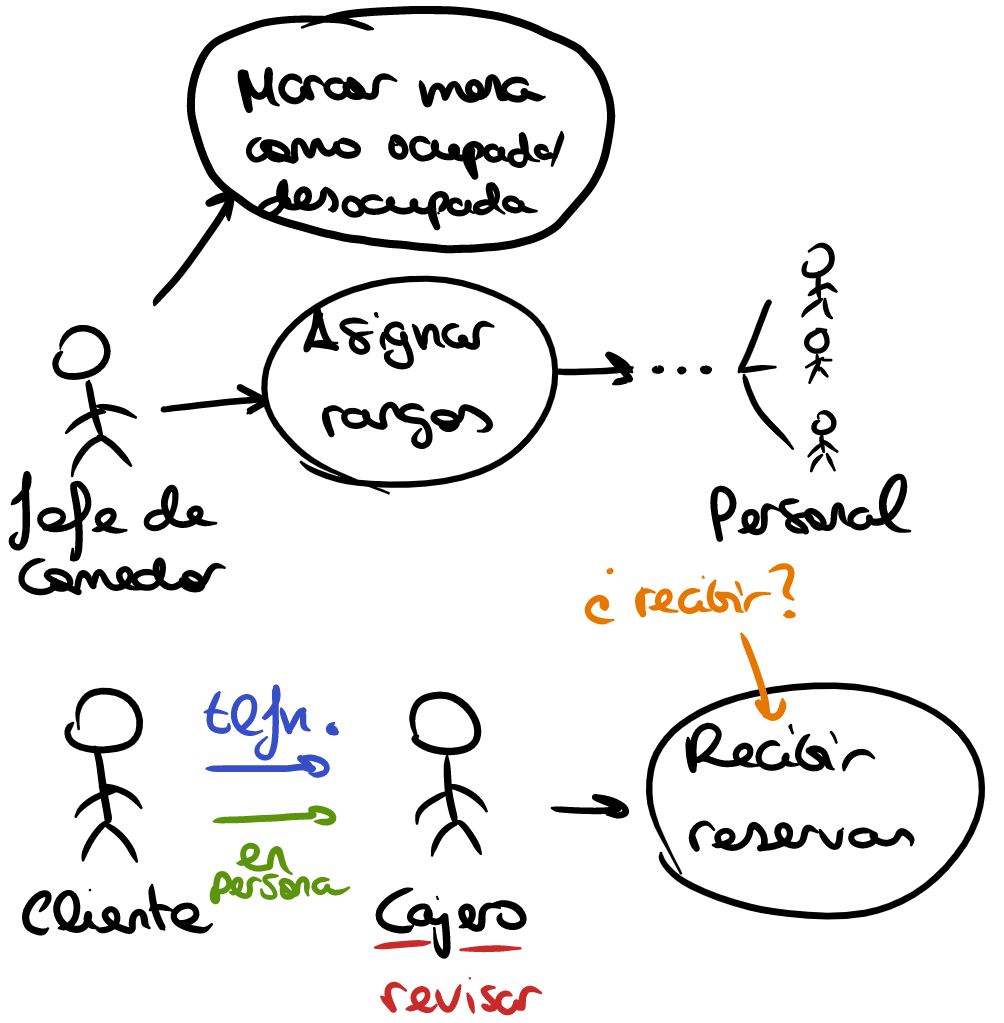 Marcar mesa
como ocupada/
desocupada
Asignar
rangos
Jefe de
comedor
Personal
¿recibir?
tefn.
en
persona
Cliente
Cajero
revisar
Recibir
reservas